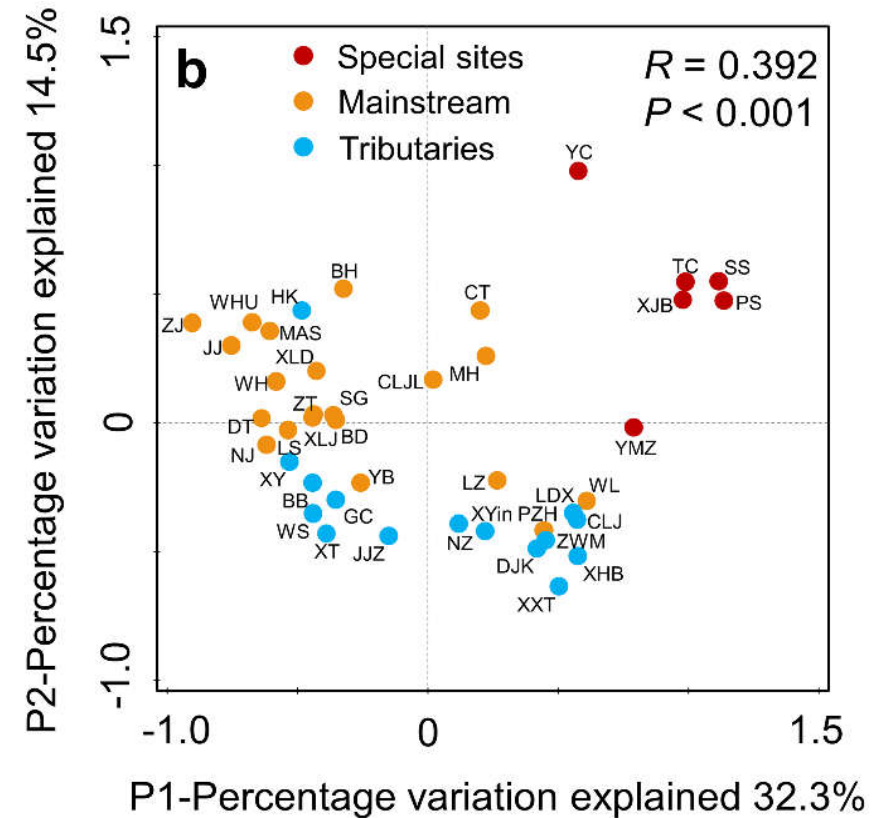 b
Special sites
Mainstream
Tributaries
R = 0.392
P < 0.001
P2-Percentage variation explained 14.5%
1.5
0
-1.0
YC
TC
SS
XJB
PS
YMZ
BH
HK
WHU
ZJ
MAS
JJ
XLD
WH
CT
MH
CLJL
ZT
SG
DT
XLJ
BD
LS
NJ
XY
YB
BB
GC
WS
XT
JJZ
LZ
LDX
WL
XYin
PZH
CLJ
NZ
ZWM
DJK
XHB
XXT
-1.0
0
1.5
P1-Percentage variation explained 32.3%